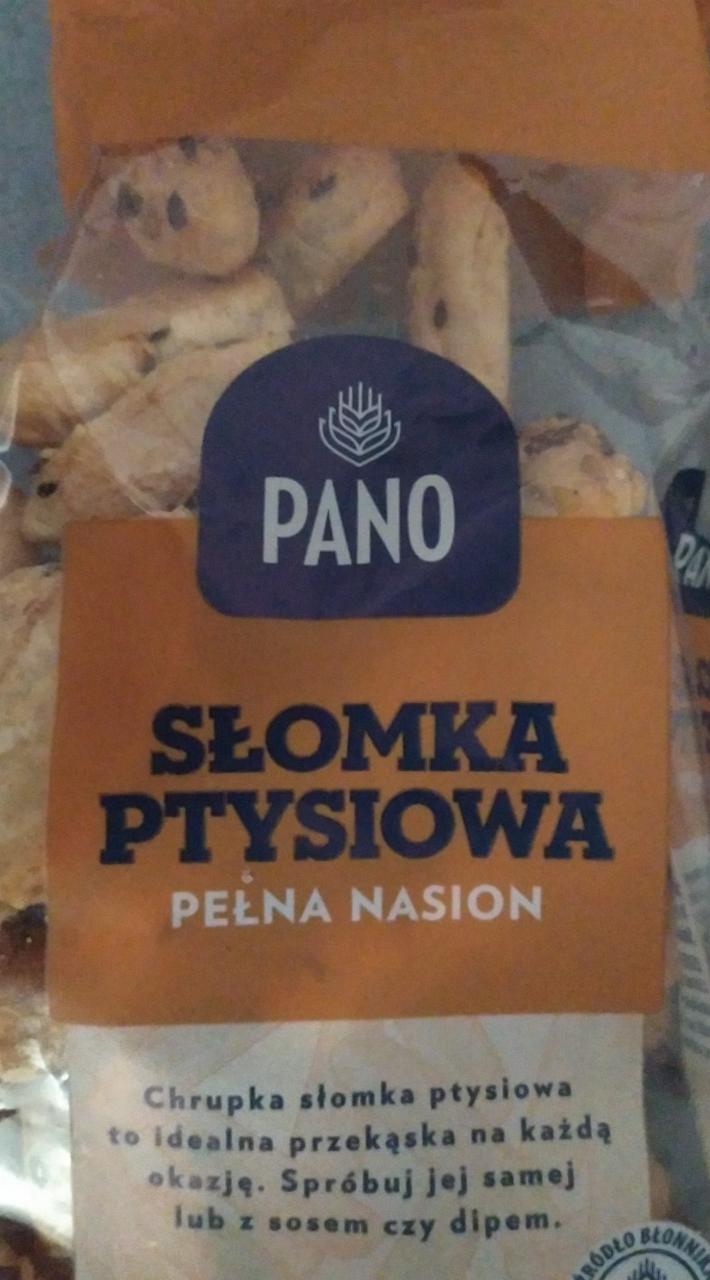 PANO
SŁOMKA
PTYSIOWA
PEŁNA NASION
Chrupka słomka ptysiowa
to idealna przekąska na każdą
okazję. Spróbuj jej samej
lub z sosem czy dipem.
BŁONNIKA